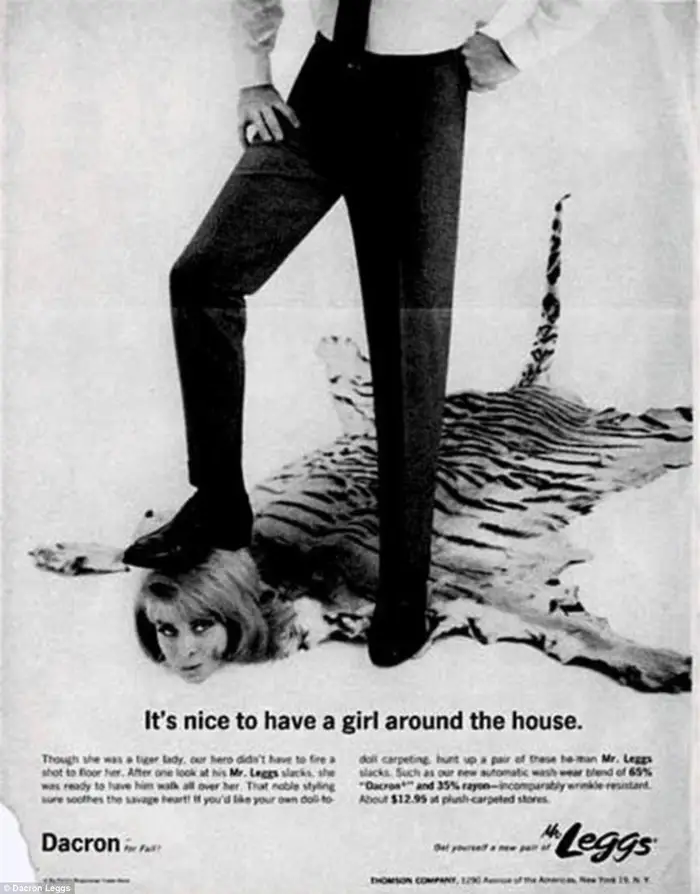 It's nice to have a girl around the house.
Though she was a tiger lady, our hero didn't have to fire a
shot to floor her. After one look at his Mr. Leggs slacks, she
was ready to have him walk all over her. That noble styling
sure soothes the savage heart! If you'd like your own doll-to-
doll carpeting, hunt up a pair of these he-man Mr. Leggs
slacks. Such as our new automatic wash wear blend of 65%
"Dacron®" and 35% rayon—incomparably wrinkle-resistant.
About $12.95 at plush-carpeted stores.
Dacron for Fall!
Get yourself a new pair of Mr. Leggs
THOMSON COMPANY, 1290 Avenue of the Americas, New York 19, N. Y.
© Dacron Leggs